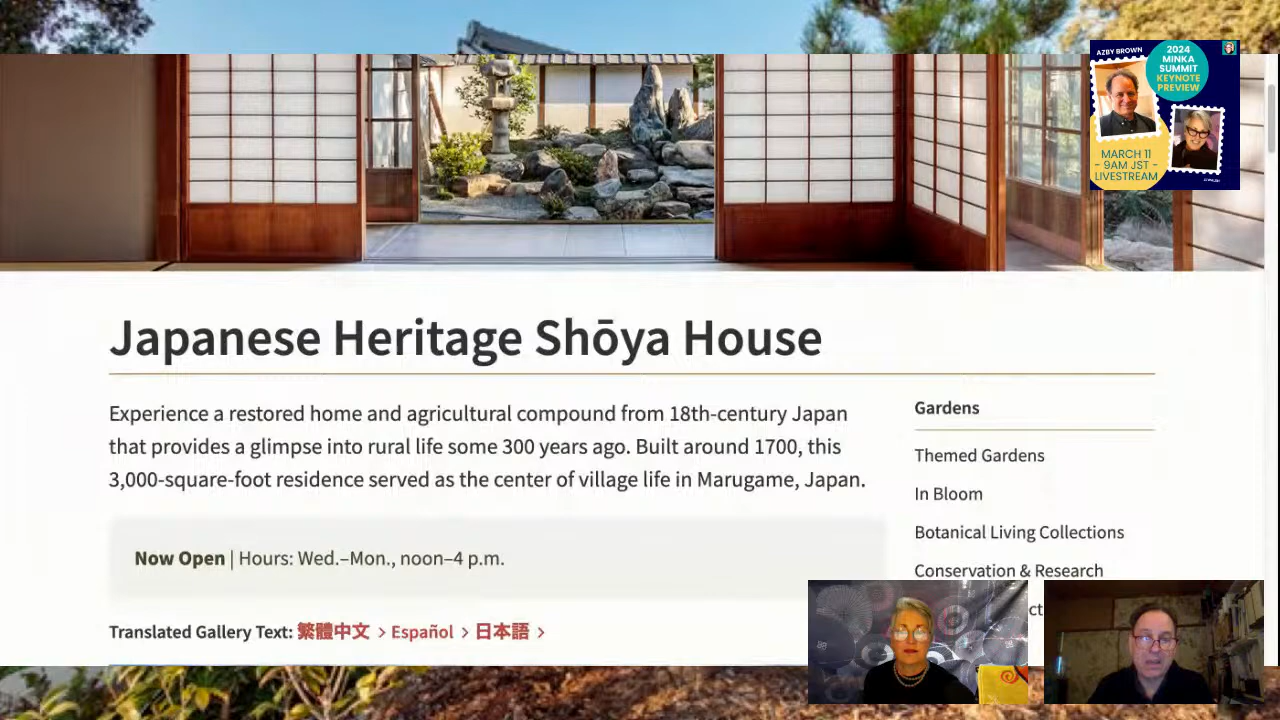 AZBY BROWN
2024
MINKA
SUMMIT
KEYNOTE
PREVIEW
MARCH 11
- 9AM JST -
LIVESTREAM
Japanese Heritage Shōya House
Experience a restored home and agricultural compound from 18th-century Japan
that provides a glimpse into rural life some 300 years ago. Built around 1700, this
3,000-square-foot residence served as the center of village life in Marugame, Japan.
Now Open | Hours: Wed.–Mon., noon–4 p.m.
Translated Gallery Text: 繁體中文 > Español > 日本語 >
Gardens
Themed Gardens
In Bloom
Botanical Living Collections
Conservation & Research